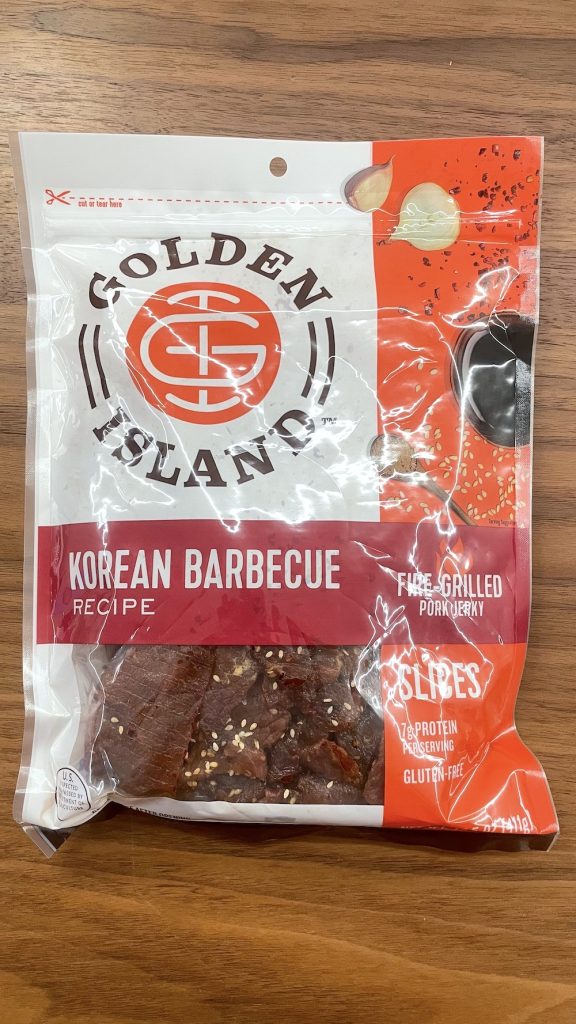 cut or tear here
GOLDEN
GI
ISLAND
TM
KOREAN BARBECUE
RECIPE
FIRE-GRILLED
PORK JERKY
SLICES
7g PROTEIN
PER SERVING
GLUTEN-FREE
U.S.